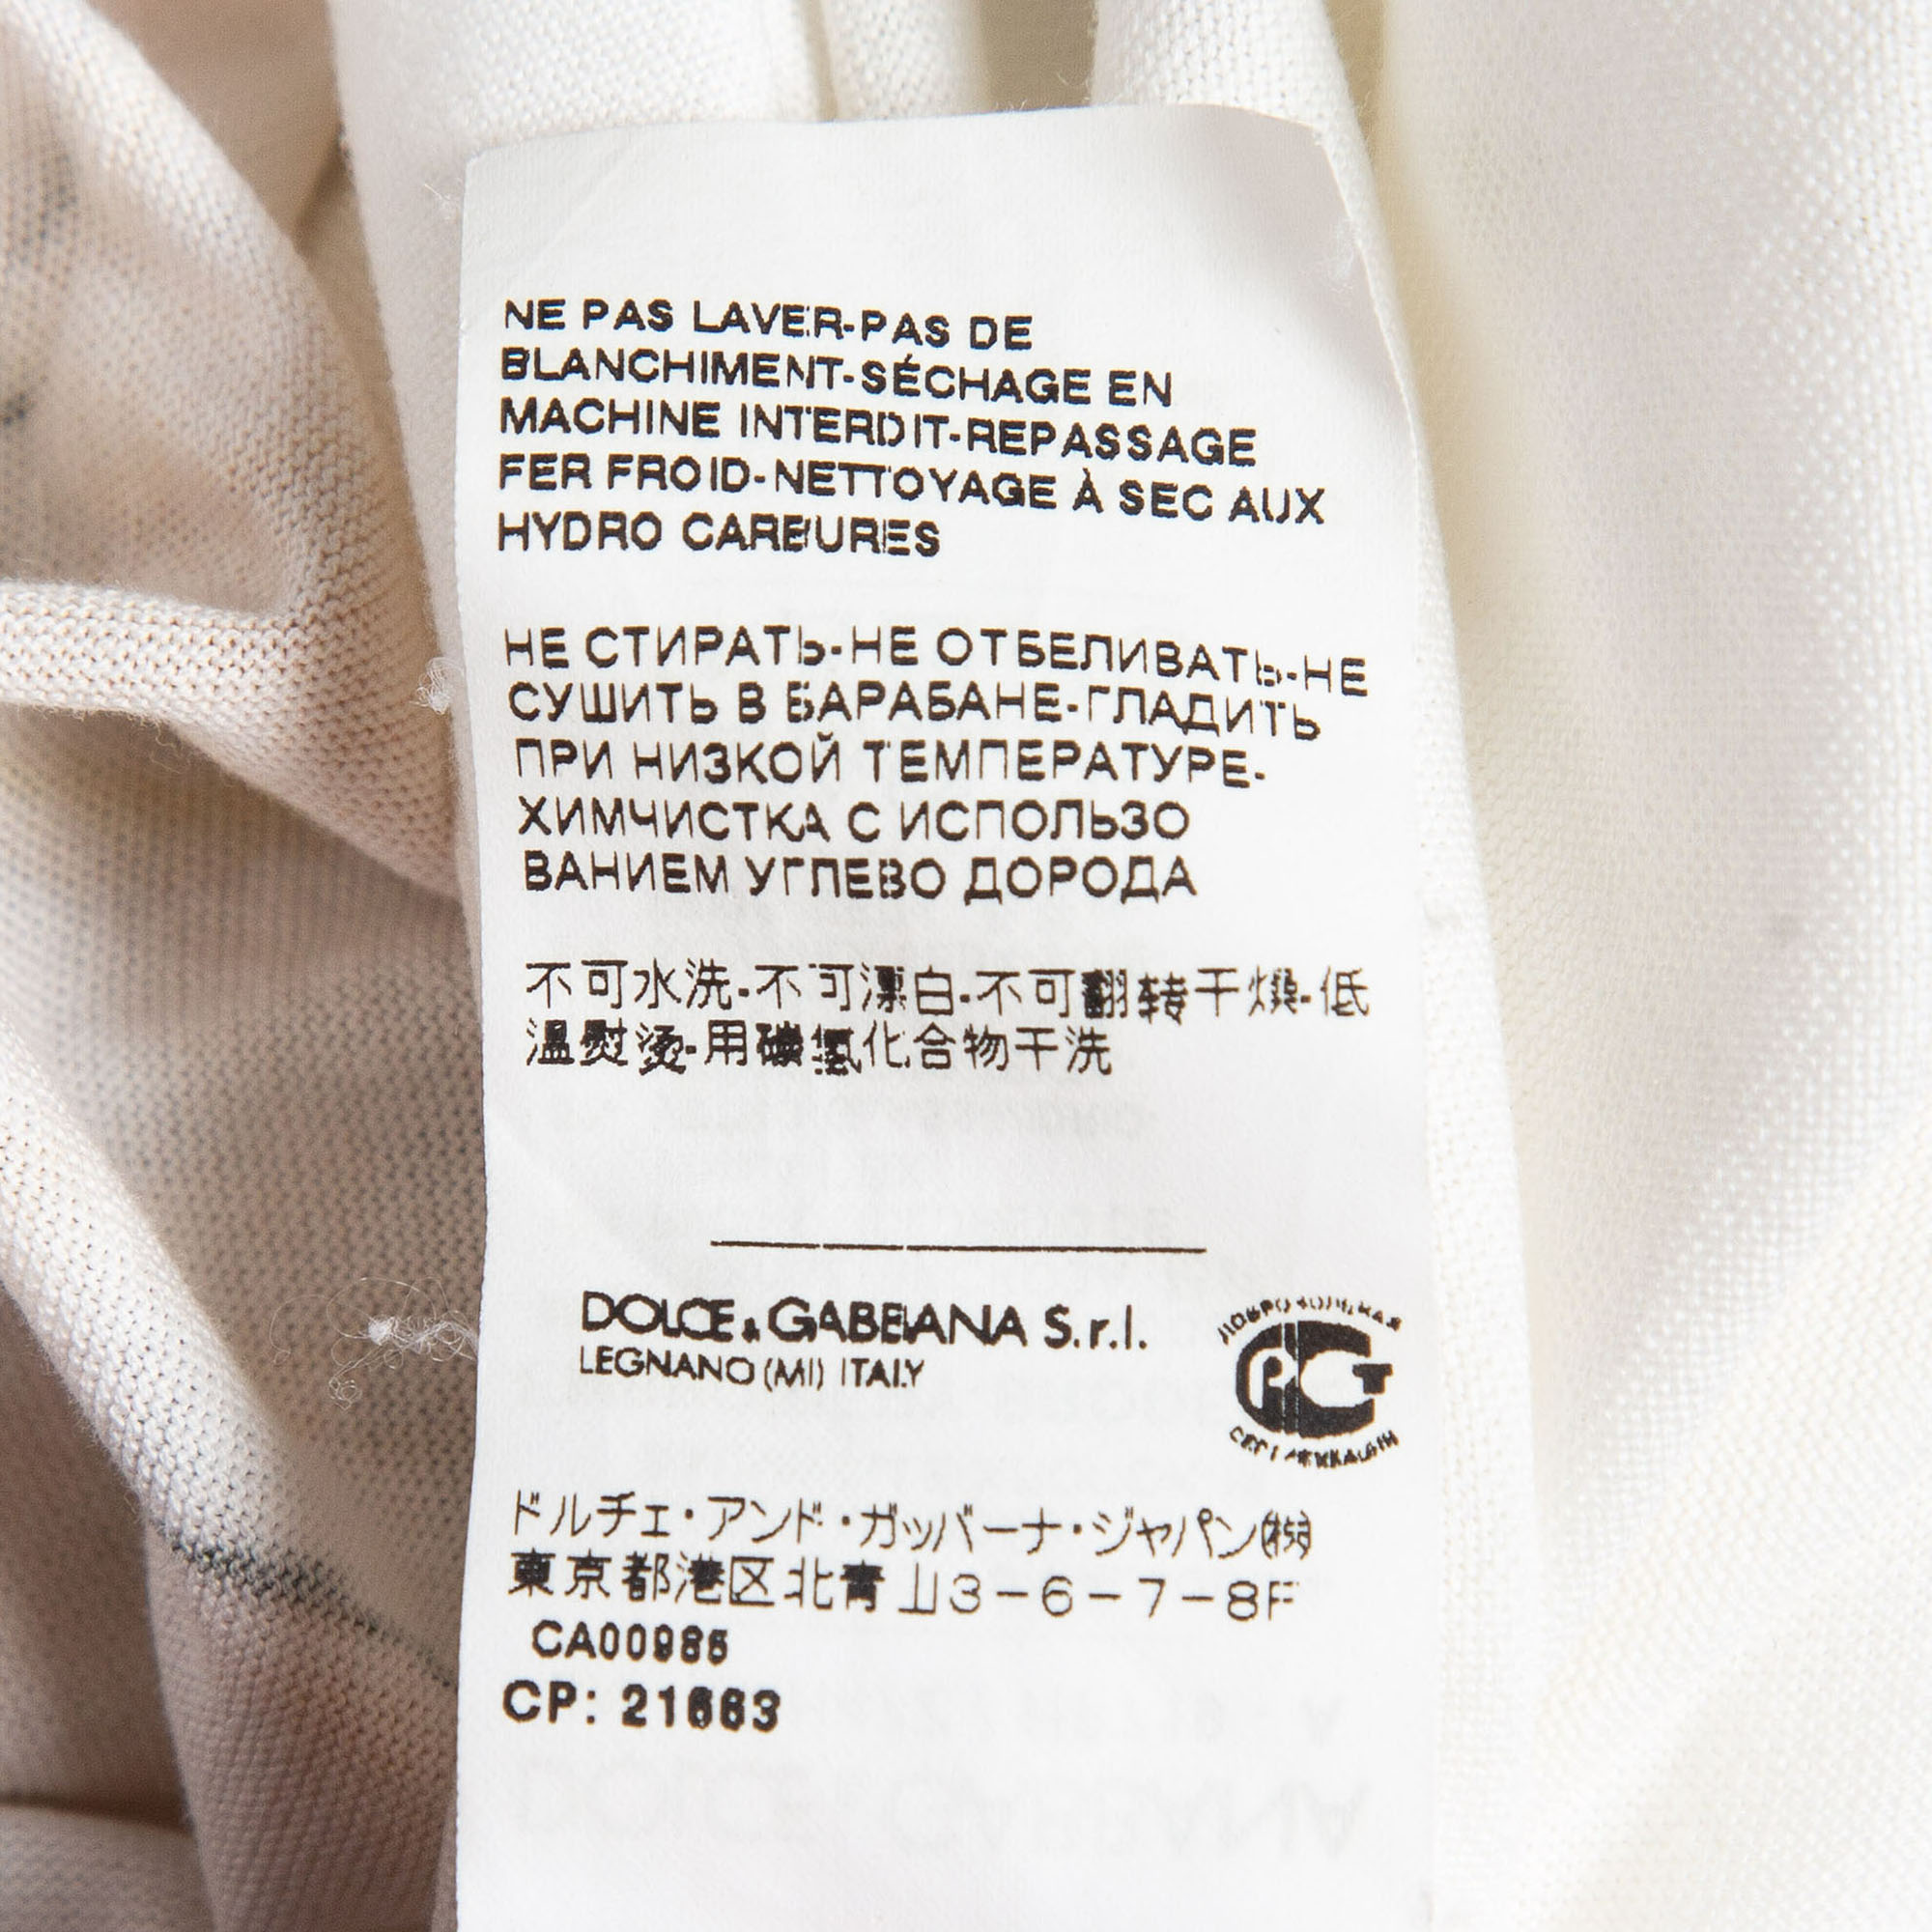 NE PAS LAVER-PAS DE
BLANCHIMENT-SÉCHAGE EN
MACHINE INTERDIT-REPASSAGE
FER FROID-NETTOYAGE À SEC AUX
HYDRO CARBURES
НЕ СТИРАТЬ-НЕ ОТБЕЛИВАТЬ-НЕ
СУШИТЬ В БАРАБАНЕ-ГЛАДИТЬ
ПРИ НИЗКОЙ ТЕМПЕРАТУРЕ-
ХИМЧИСТКА С ИСПОЛЬЗО
ВАНИЕМ УГЛЕВО ДОРОДА
不可水洗-不可漂白-不可翻转干燥-低
温熨烫-用碳氢化合物干洗
DOLCE & GABBANA S.r.l.
LEGNANO (MI) ITALY
ДОБРОВОЛЬНАЯ
РСТ
СЕРТИФИКАЦИЯ
ドルチェ・アンド・ガッバーナ・ジャパン(株)
東京都港区北青山3-6-7-8F
CA00985
CP: 21663